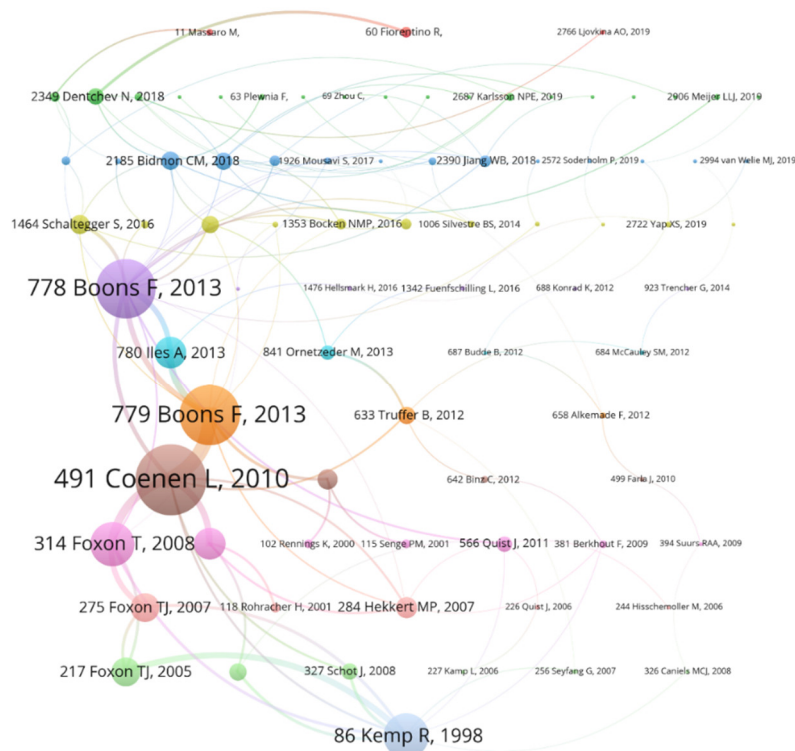 11 Massaro M,
60 Fiorentino R,
2766 Ljovkina AO, 2019
2349 Dentchev N, 2018
63 Plewnia F,
69 Zhou C,
2687 Karlsson NPE, 2019
2906 Meijer LLJ, 2019
2185 Bidmon CM, 2018
1926 Mousavi S, 2017
2390 Jiang WB, 2018
2572 Soderholm P, 2019
2994 van Welie MJ, 2019
1464 Schaltegger S, 2016
1353 Bocken NMP, 2016
1006 Silvestre BS, 2014
2722 Yap XS, 2019
778 Boons F, 2013
1476 Hellsmark H, 2016
1342 Fuenfschilling L, 2016
688 Konrad K, 2012
923 Trencher G, 2014
780 Iles A, 2013
841 Ornetzeder M, 2013
687 Budde B, 2012
684 McCauley SM, 2012
779 Boons F, 2013
633 Truffer B, 2012
658 Alkemade F, 2012
491 Coenen L, 2010
642 Binz C, 2012
499 Farla J, 2010
314 Foxon T, 2008
102 Rennings K, 2000
115 Senge PM, 2001
566 Quist J, 2011
381 Berkhout F, 2009
394 Suurs RAA, 2009
275 Foxon TJ, 2007
118 Rohracher H, 2001
284 Hekkert MP, 2007
226 Quist J, 2006
244 Hisschemoller M, 2006
217 Foxon TJ, 2005
327 Schot J, 2008
227 Kamp L, 2006
256 Seyfang G, 2007
326 Caniels MCJ, 2008
86 Kemp R, 1998